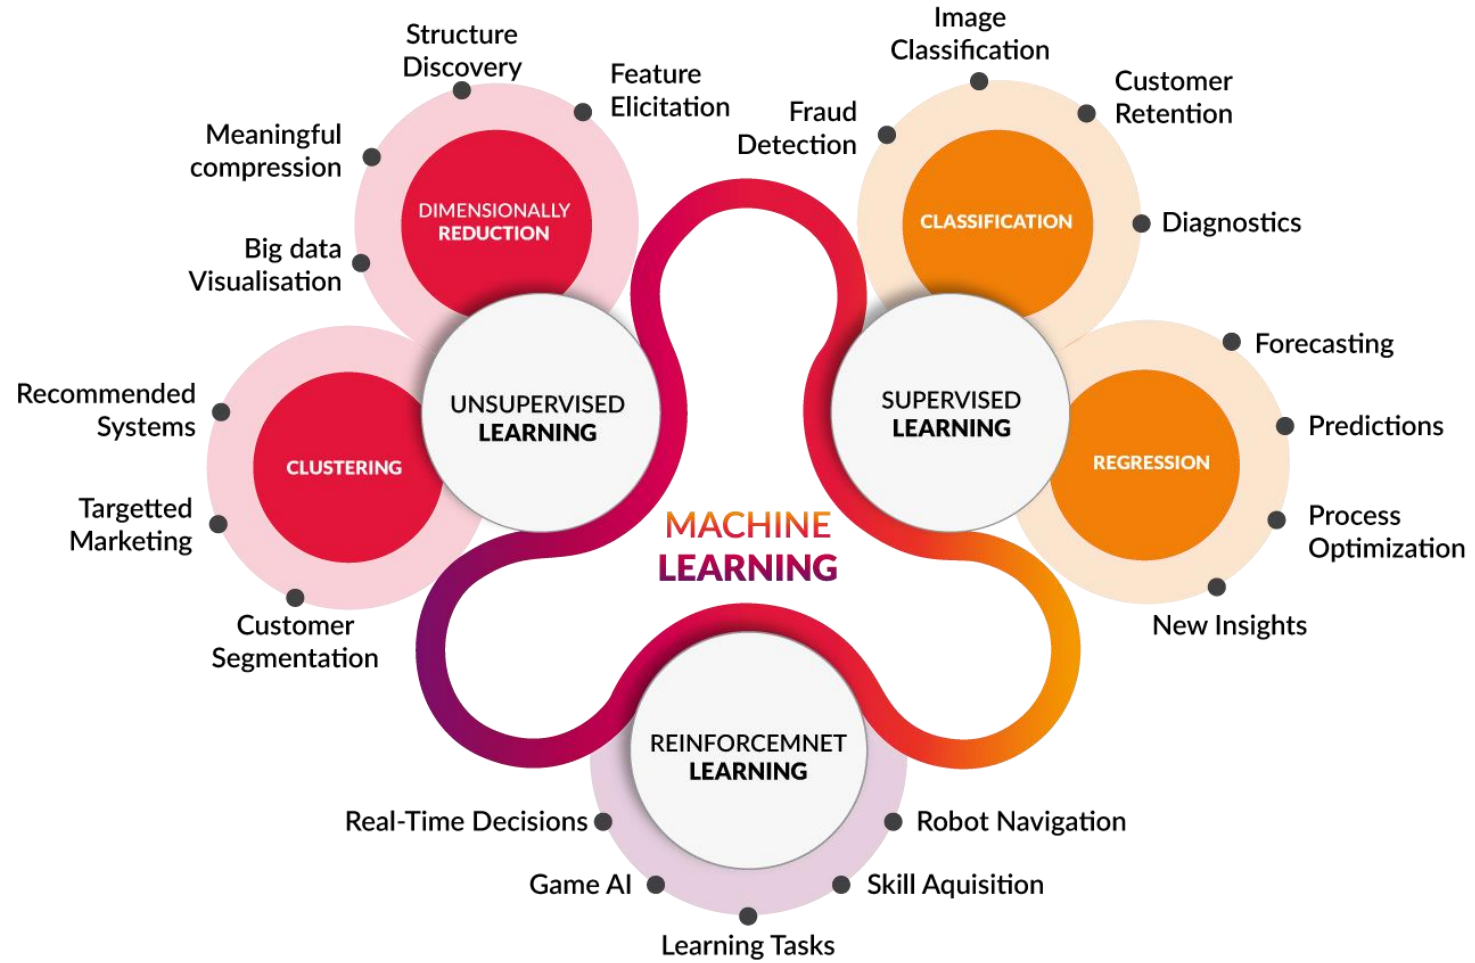 Structure
Discovery
Feature
Elicitation
Meaningful
compression
Big data
Visualisation
DIMENSIONALLY
REDUCTION
Recommended
Systems
Targetted
Marketing
Customer
Segmentation
CLUSTERING
UNSUPERVISED
LEARNING
Image
Classification
Customer
Retention
Fraud
Detection
Diagnostics
CLASSIFICATION
SUPERVISED
LEARNING
Forecasting
Predictions
Process
Optimization
New Insights
REGRESSION
MACHINE
LEARNING
REINFORCEMNET
LEARNING
Real-Time Decisions
Game AI
Learning Tasks
Skill Aquisition
Robot Navigation